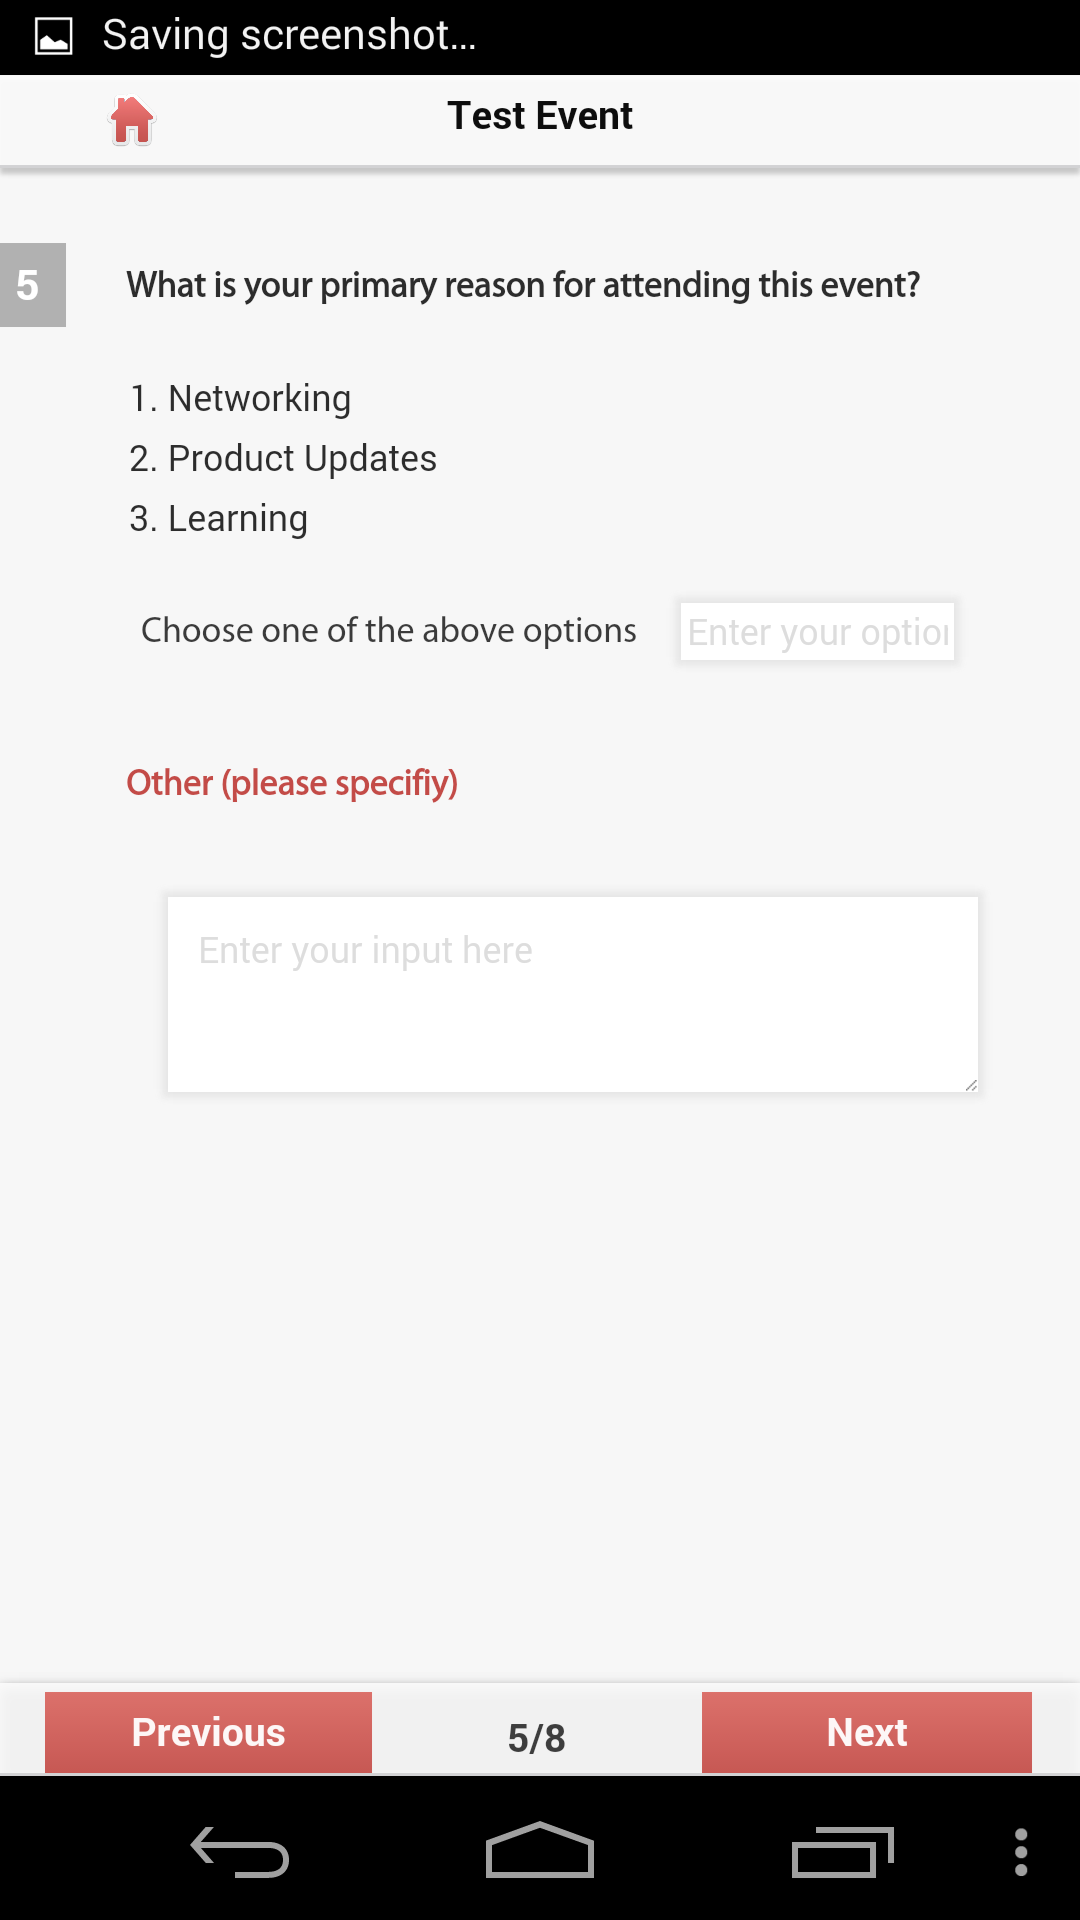 Saving screenshot...
Test Event
5 What is your primary reason for attending this event?
1. Networking
2. Product Updates
3. Learning
Choose one of the above options Enter your option
Other (please specifiy)
Enter your input here
Previous 5/8 Next